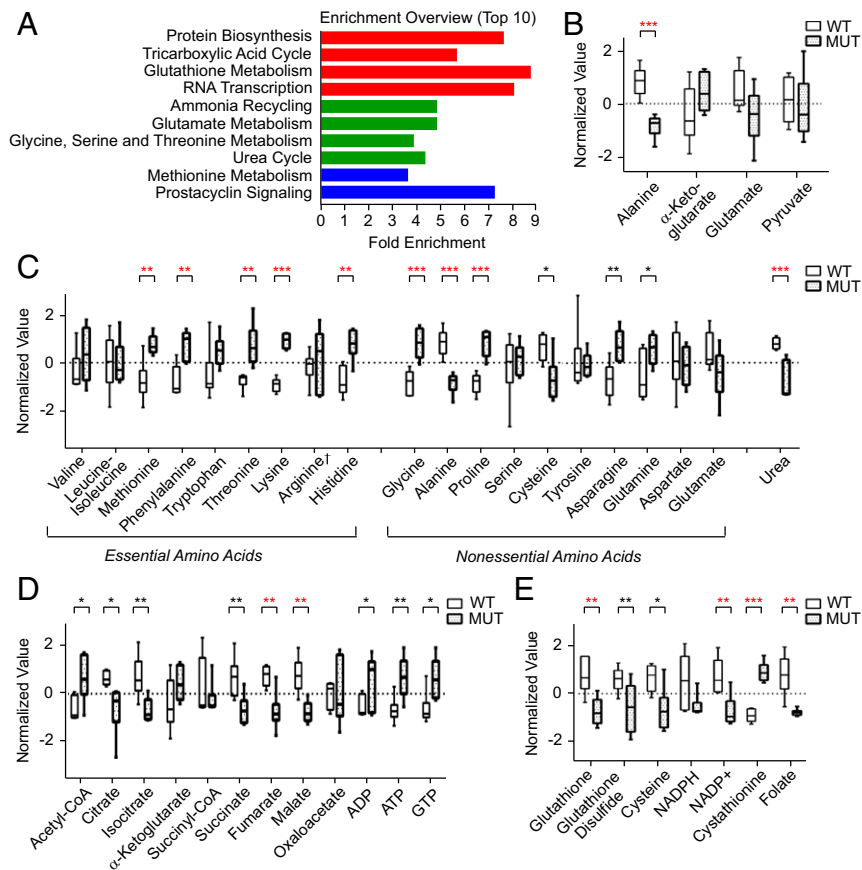 A
Enrichment Overview (Top 10)
Protein Biosynthesis
Tricarboxylic Acid Cycle
Glutathione Metabolism
RNA Transcription
Ammonia Recycling
Glutamate Metabolism
Glycine, Serine and Threonine Metabolism
Urea Cycle
Methionine Metabolism
Prostacyclin Signaling
0 1 2 3 4 5 6 7 8 9
Fold Enrichment
B
***
WT
MUT
Normalized Value
2
0
-2
Alanine
α-Keto-
glutarate
Glutamate
Pyruvate
C
** ** ** *** ** *** *** *** * ** * ***
WT
MUT
Normalized Value
2
0
-2
Valine
Leucine-
Isoleucine
Methionine
Phenylalanine
Tryptophan
Threonine
Lysine
Arginine†
Histidine
Glycine
Alanine
Proline
Serine
Cysteine
Tyrosine
Asparagine
Glutamine
Aspartate
Glutamate
Urea
Essential Amino Acids
Nonessential Amino Acids
D
* * ** ** ** ** * ** *
WT
MUT
Normalized Value
2
0
-2
Acetyl-CoA
Citrate
Isocitrate
α-Ketoglutarate
Succinyl-CoA
Succinate
Fumarate
Malate
Oxaloacetate
ADP
ATP
GTP
E
** ** * ** *** **
WT
MUT
Normalized Value
2
0
-2
Glutathione
Glutathione
Disulfide
Cysteine
NADPH
NADP+
Cystathionine
Folate